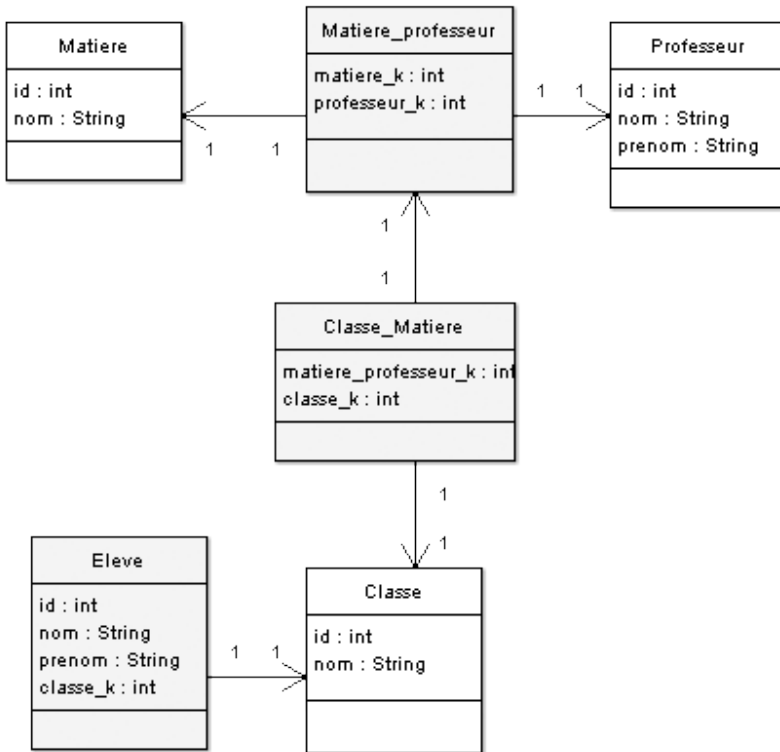 Matiere
id : int
nom : String
1
1
Matiere_professeur
matiere_k : int
professeur_k : int
1
1
Professeur
id : int
nom : String
prenom : String
1
1
Classe_Matiere
matiere_professeur_k : int
classe_k : int
1
1
Eleve
id : int
nom : String
prenom : String
classe_k : int
1
1
Classe
id : int
nom : String